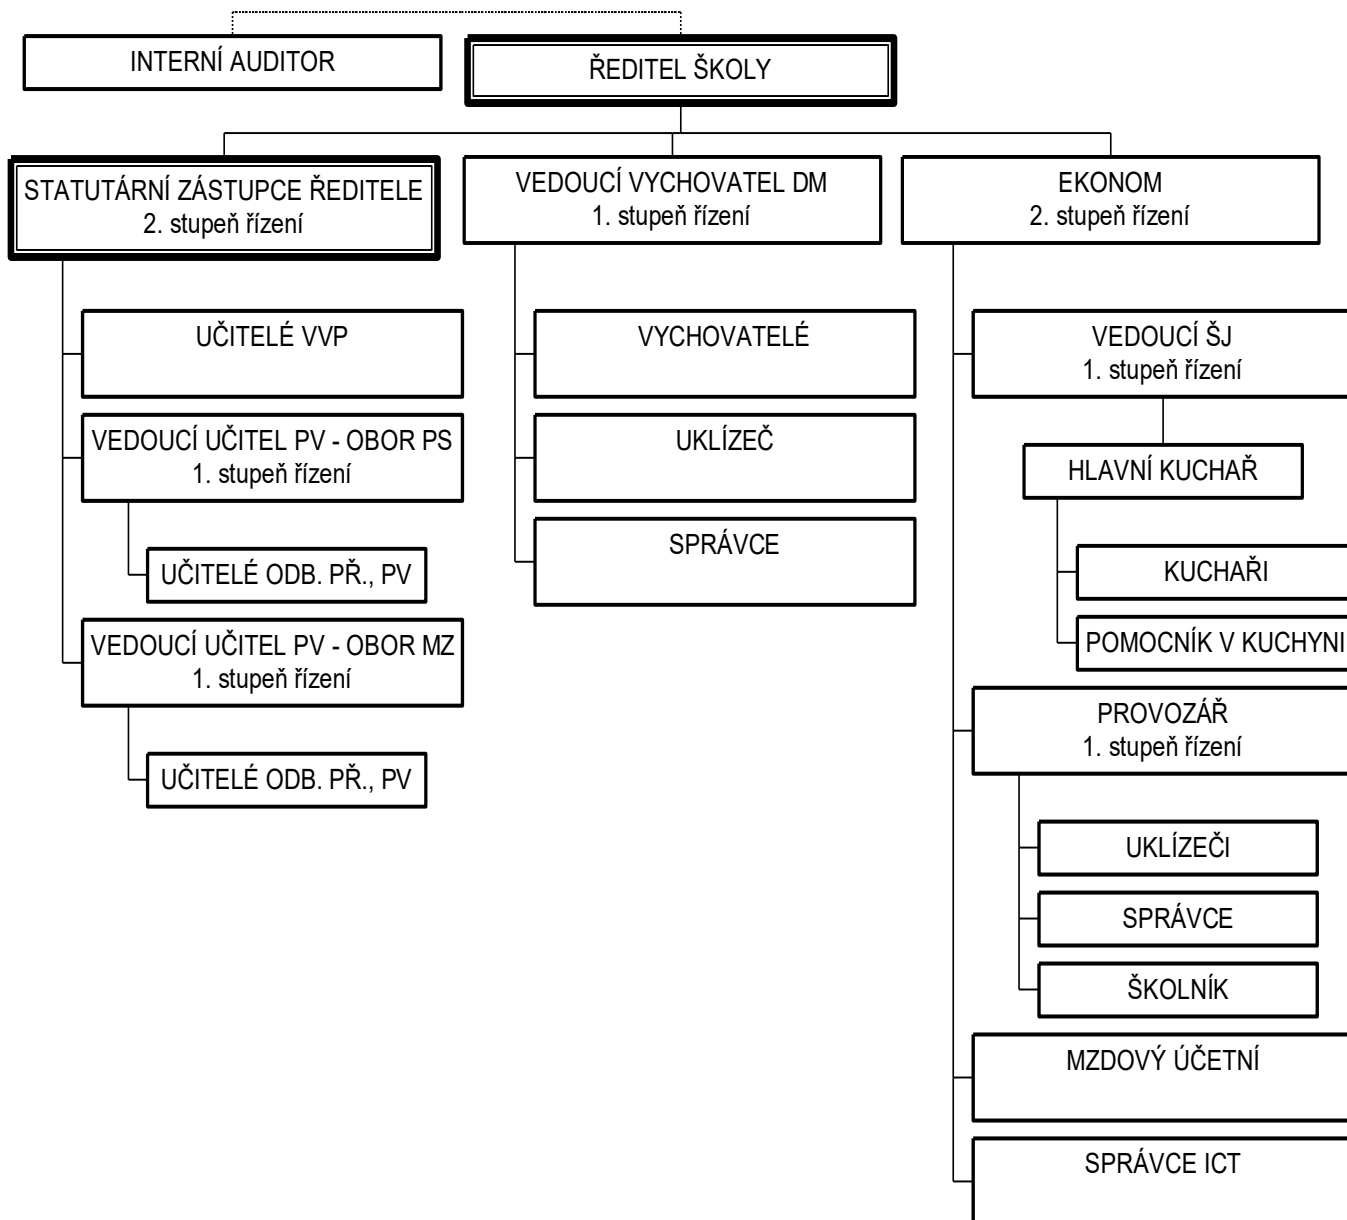 INTERNÍ AUDITOR
ŘEDITEL ŠKOLY
STATUTÁRNÍ ZÁSTUPCE ŘEDITELE
2. stupeň řízení
VEDOUCÍ VYCHOVATEL DM
1. stupeň řízení
EKONOM
2. stupeň řízení
UČITELÉ VVP
VEDOUCÍ UČITEL PV - OBOR PS
1. stupeň řízení
UČITELÉ ODB. PŘ., PV
VEDOUCÍ UČITEL PV - OBOR MZ
1. stupeň řízení
UČITELÉ ODB. PŘ., PV
VYCHOVATELÉ
UKLÍZEČ
SPRÁVCE
VEDOUCÍ ŠJ
1. stupeň řízení
HLAVNÍ KUCHAŘ
KUCHAŘI
POMOCNÍK V KUCHYNI
PROVOZÁŘ
1. stupeň řízení
UKLÍZEČI
SPRÁVCE
ŠKOLNÍK
MZDOVÝ ÚČETNÍ
SPRÁVCE ICT